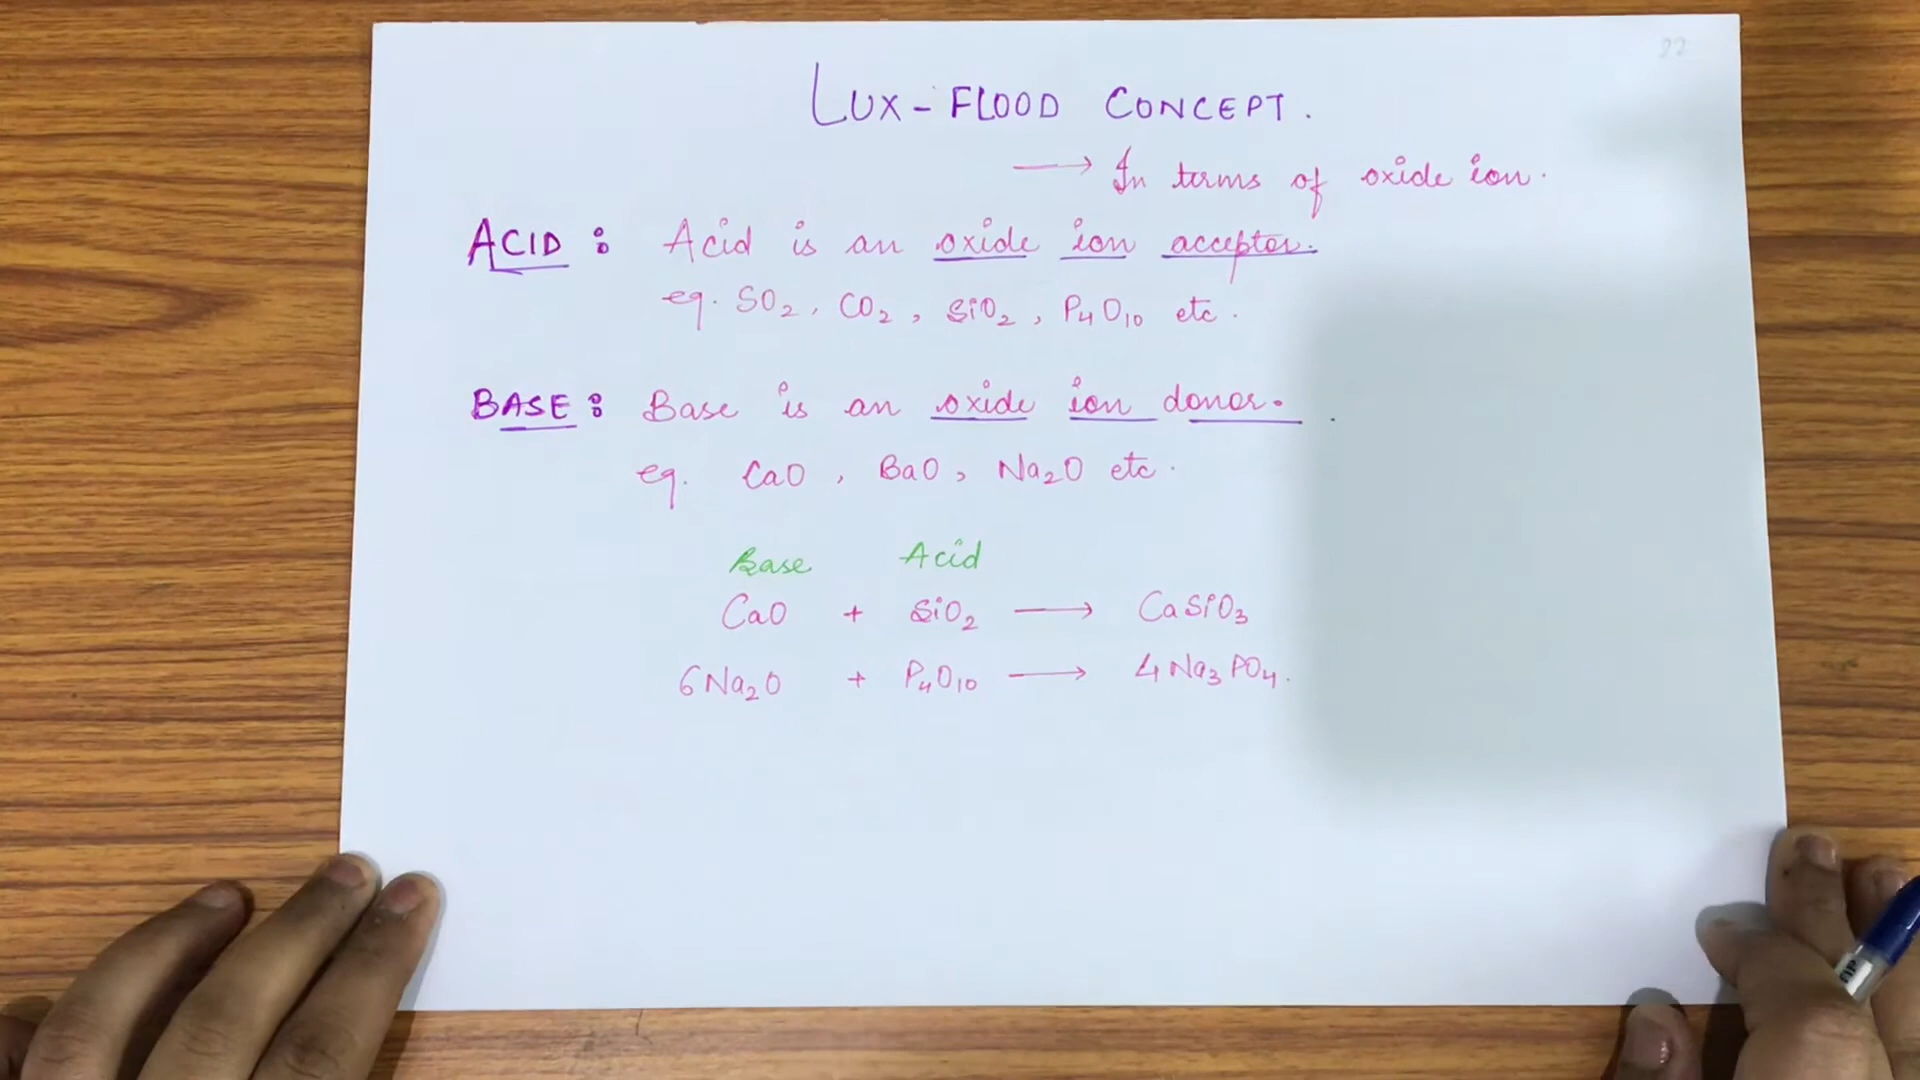 22
LUX-FLOOD CONCEPT.
→ In terms of oxide ion.
ACID : Acid is an oxide ion acceptor.
eg. SO₂, CO₂, SiO₂, P₄O₁₀ etc.
BASE : Base is an oxide ion donor.
eg. CaO, BaO, Na₂O etc.
Base Acid
CaO + SiO₂ → CaSiO₃
6Na₂O + P₄O₁₀ → 4Na₃PO₄.